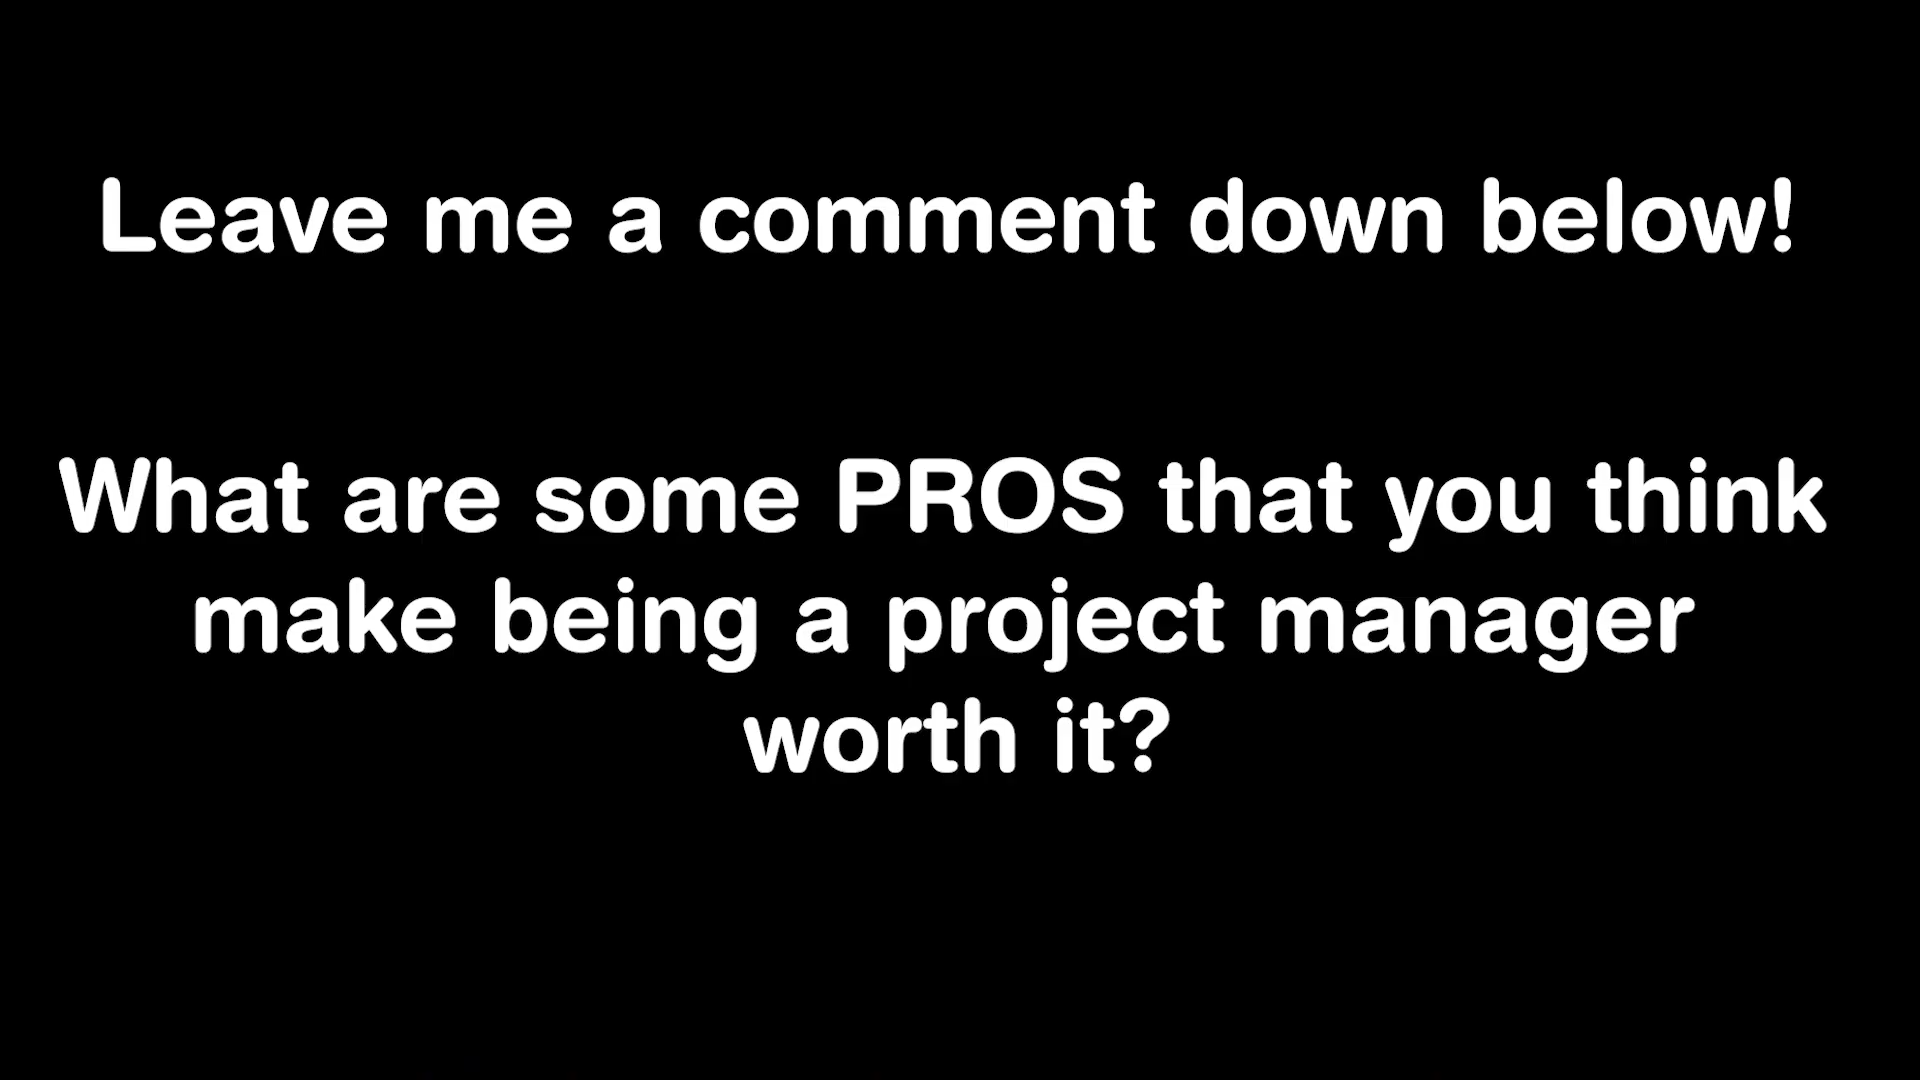 Leave me a comment down below!
What are some PROS that you think
make being a project manager
worth it?